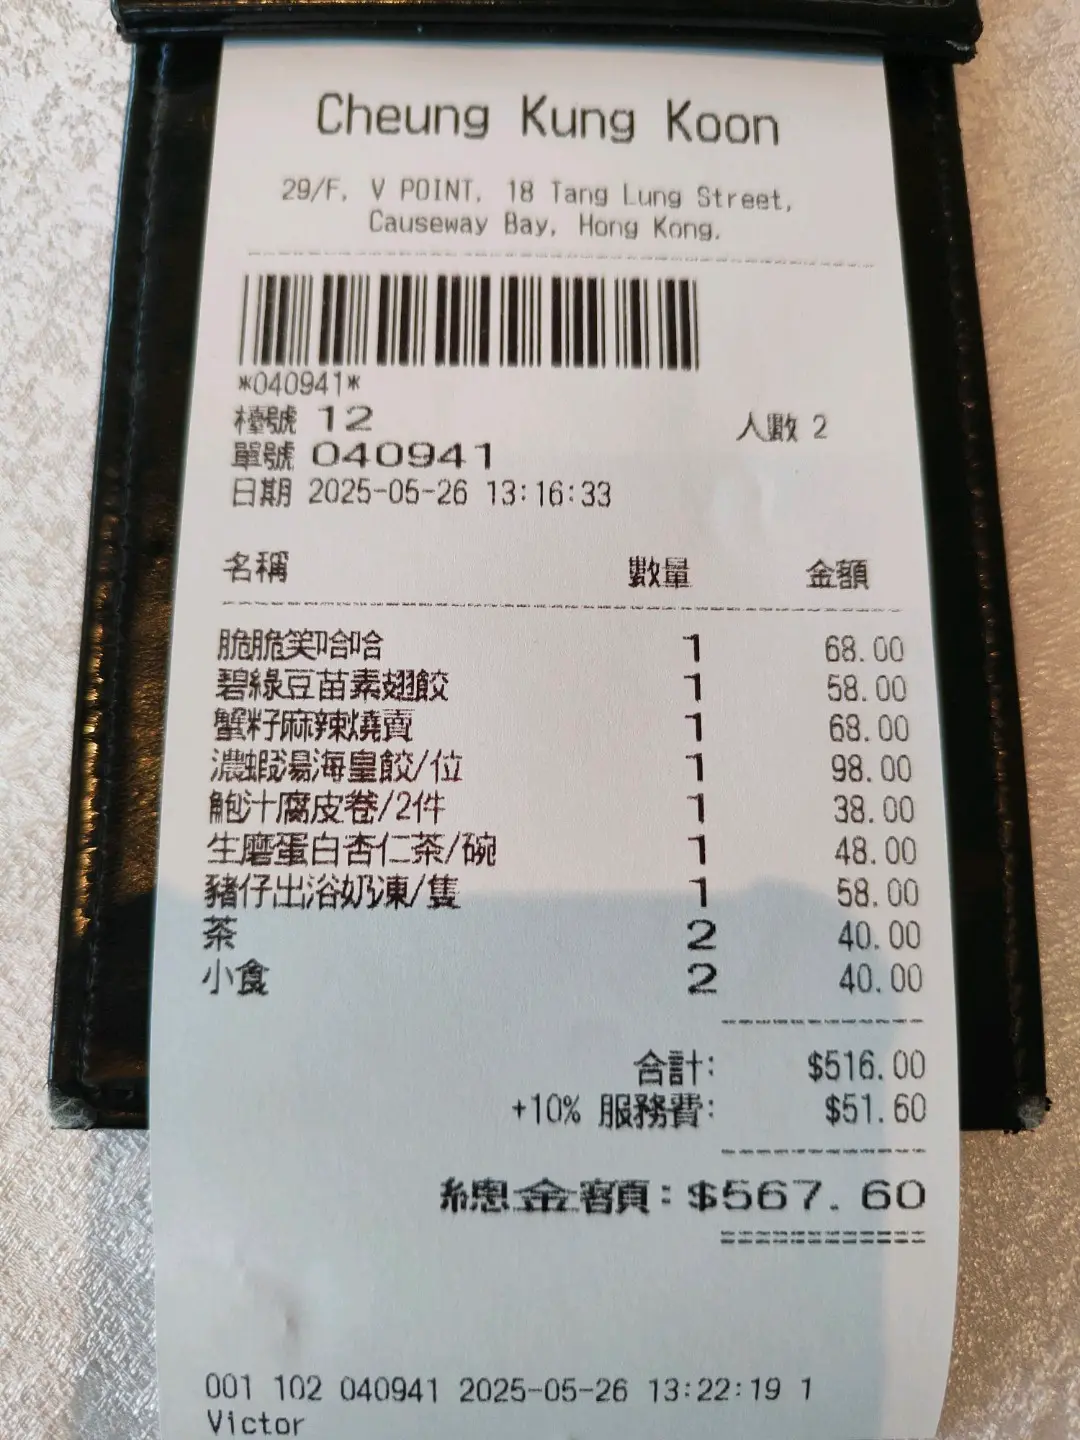 Cheung Kung Koon
29/F, V POINT, 18 Tang Lung Street,
Causeway Bay, Hong Kong.
*040941*
檯號 12 人數 2
單號 040941
日期 2025-05-26 13:16:33
名稱 數量 金額
脆脆笑哈哈 1 68.00
碧綠豆苗素翅餃 1 58.00
蟹籽麻辣燒賣 1 68.00
濃蝦湯海皇餃/位 1 98.00
鮑汁腐皮卷/2件 1 38.00
生磨蛋白杏仁茶/碗 1 48.00
豬仔出浴奶凍/隻 1 58.00
茶 2 40.00
小食 2 40.00
合計: $516.00
+10% 服務費: $51.60
總金額: $567.60
001 102 040941 2025-05-26 13:22:19 1
Victor